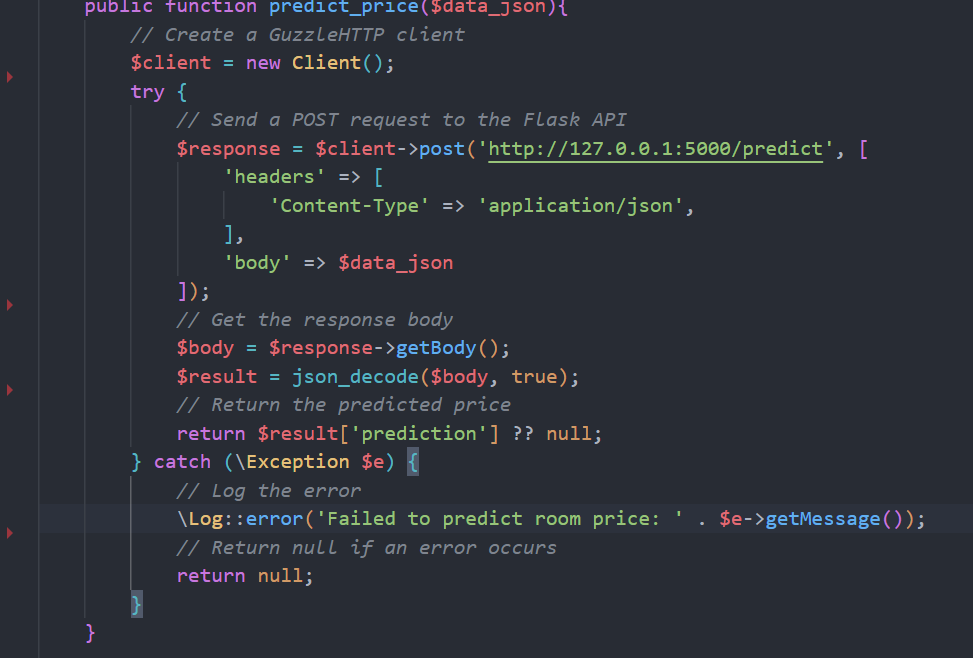 public function predict_price($data_json){
// Create a GuzzleHTTP client
$client = new Client();
try {
// Send a POST request to the Flask API
$response = $client->post('http://127.0.0.1:5000/predict', [
'headers' => [
'Content-Type' => 'application/json',
],
'body' => $data_json
]);
// Get the response body
$body = $response->getBody();
$result = json_decode($body, true);
// Return the predicted price
return $result['prediction'] ?? null;
} catch (\Exception $e) {
// Log the error
\Log::error('Failed to predict room price: ' . $e->getMessage());
// Return null if an error occurs
return null;
}
}